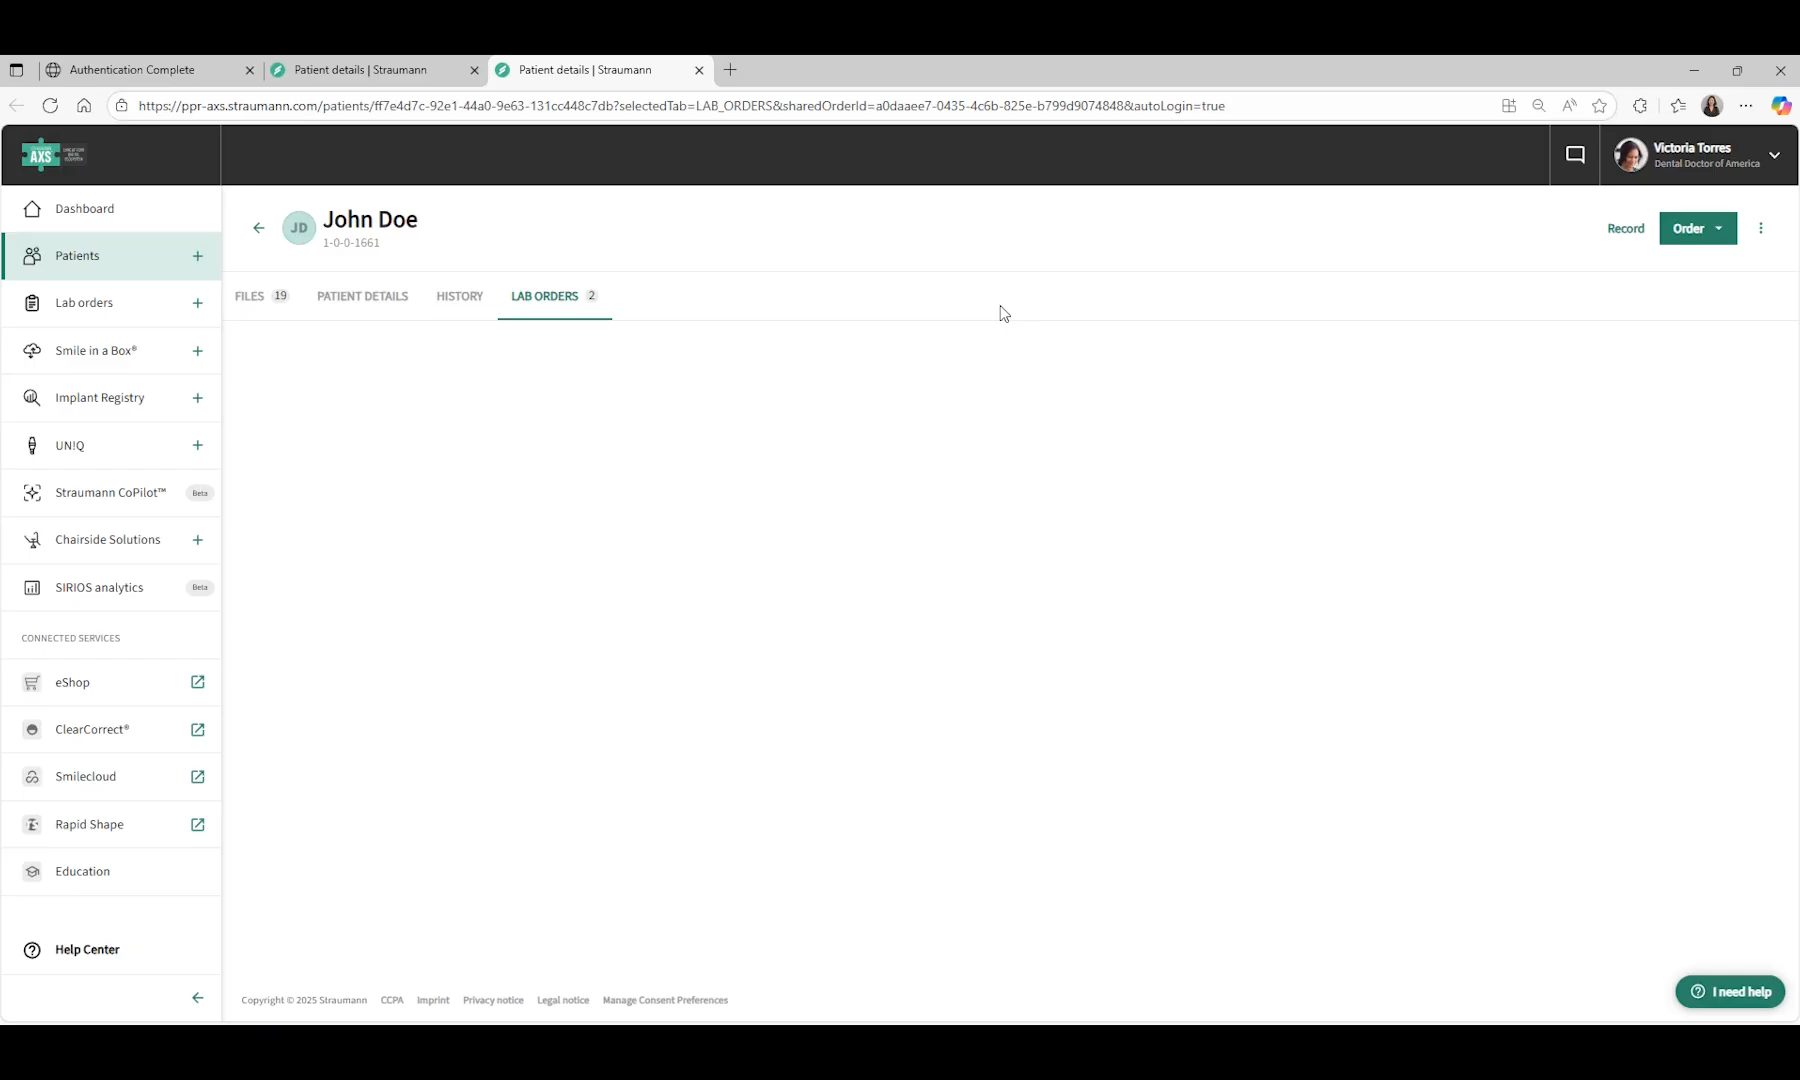 Authentication Complete
Patient details | Straumann
Patient details | Straumann
https://ppr-axs.straumann.com/patients/ff7e4d7c-92e1-44a0-9e63-131cc448c7db?selectedTab=LAB_ORDERS&sharedOrderId=a0daaee7-0435-4c6b-825e-b799d9074848&autoLogin=true
AXS
Victoria Torres
Dental Doctor of America
Dashboard
Patients
Lab orders
Smile in a Box®
Implant Registry
UN!Q
Straumann CoPilot™ Beta
Chairside Solutions
SIRIOS analytics Beta
CONNECTED SERVICES
eShop
ClearCorrect®
Smilecloud
Rapid Shape
Education
Help Center
JD
John Doe
1-0-0-1661
Record
Order
FILES 19 PATIENT DETAILS HISTORY LAB ORDERS 2
Copyright © 2025 Straumann CCPA Imprint Privacy notice Legal notice Manage Consent Preferences
I need help